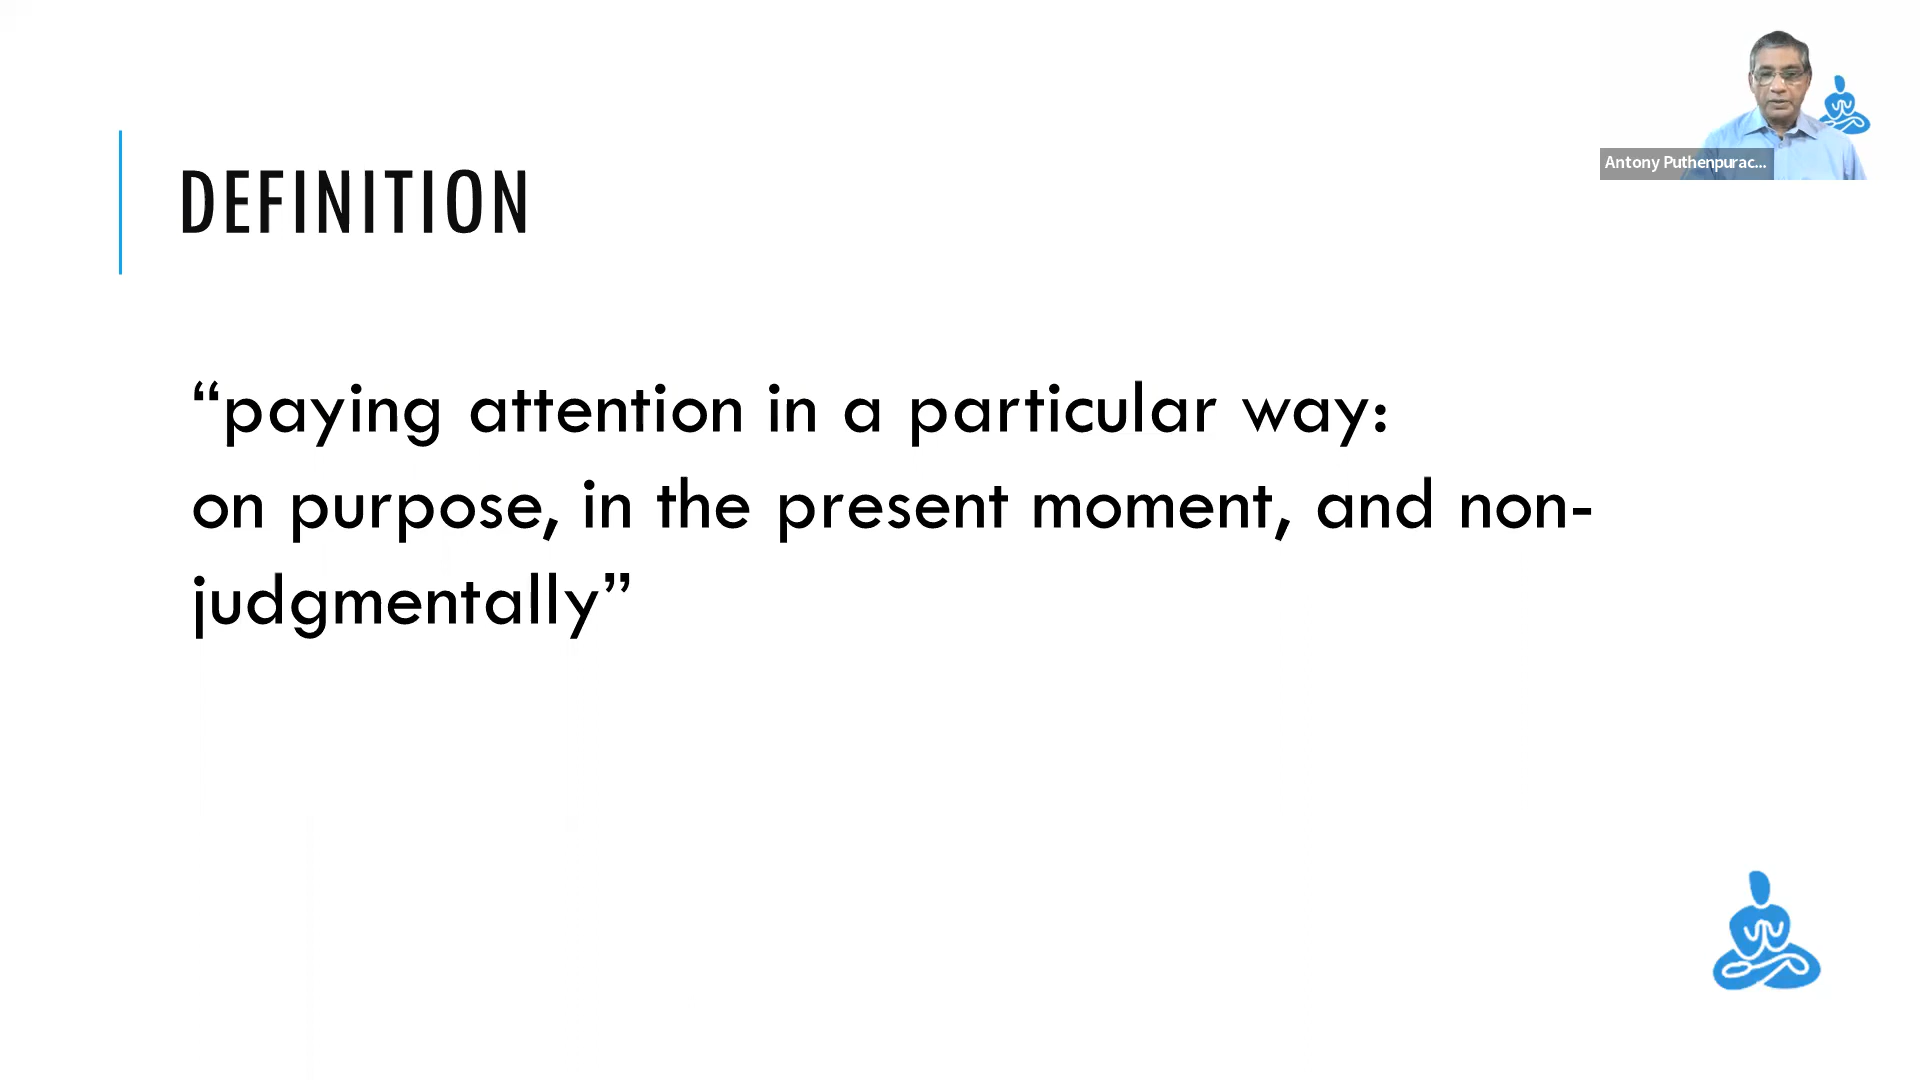 Antony Puthenpurac...
DEFINITION
“paying attention in a particular way:
on purpose, in the present moment, and non-
judgmentally”